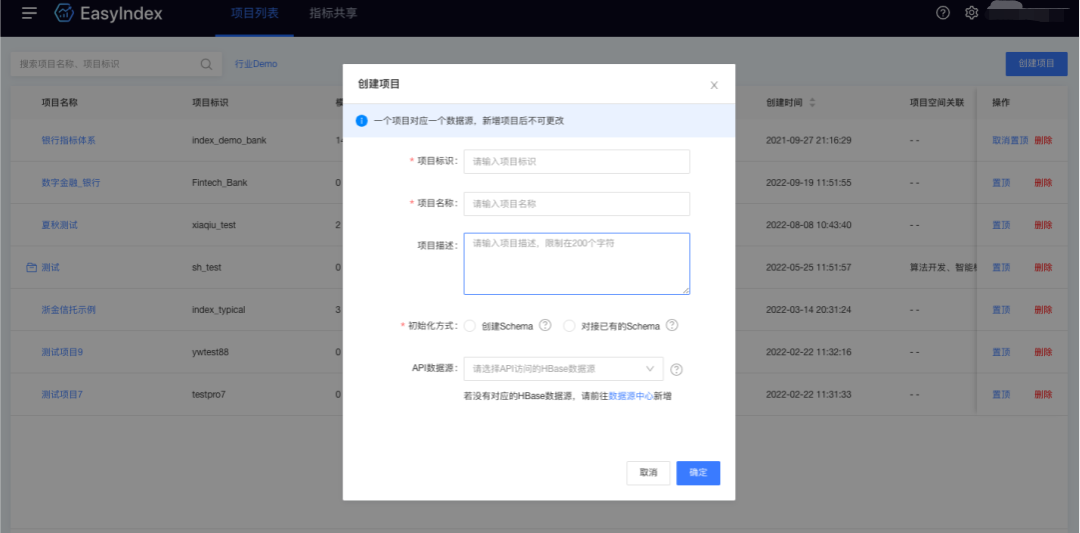 EasyIndex 项目列表 指标共享
搜索项目名称、项目标识 行业Demo 创建项目
创建项目
一个项目对应一个数据源，新增项目后不可更改
* 项目标识： 请输入项目标识
* 项目名称： 请输入项目名称
项目描述： 请输入项目描述，限制在200个字符
* 初始化方式： 创建Schema 对接已有的Schema
API数据源： 请选择API访问的HBase数据源
若没有对应的HBase数据源，请前往数据源中心新增
取消 确定
项目名称 项目标识 创建时间 项目空间关联 操作
银行指标体系 index_demo_bank 14 2021-09-27 21:16:29 -- 取消置顶 删除
数字金融_银行 Fintech_Bank 0 2022-09-19 11:51:55 -- 置顶 删除
夏秋测试 xiaqiu_test 2 2022-08-08 10:43:40 -- 置顶 删除
测试 sh_test 0 2022-05-25 11:51:57 算法开发、智能 置顶 删除
浙金信托示例 index_typical 3 2022-03-14 20:31:24 -- 置顶 删除
测试项目9 ywtest88 0 2022-02-22 11:32:16 -- 置顶 删除
测试项目7 testpro7 0 2022-02-22 11:31:33 -- 置顶 删除